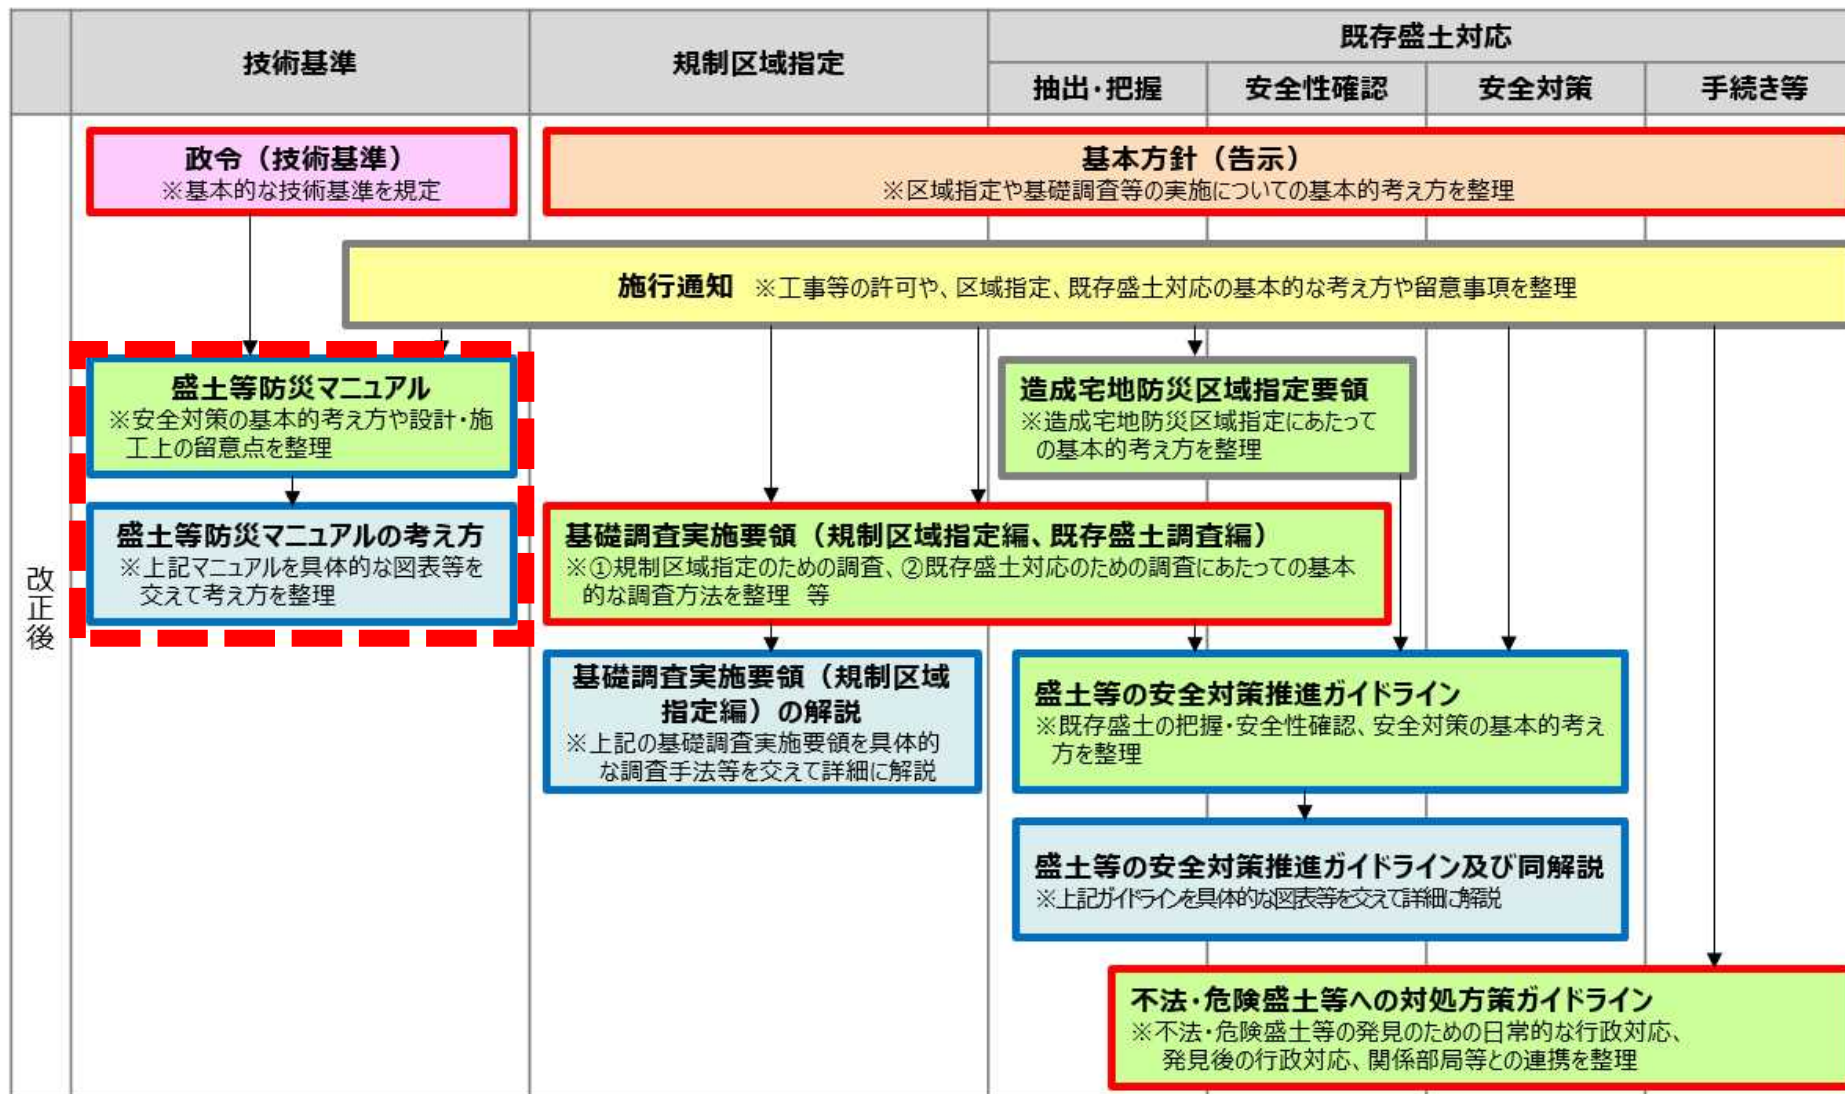 技術基準
規制区域指定
既存盛土対応
抽出・把握
安全性確認
安全対策
手続き等
改正後
政令（技術基準）
※基本的な技術基準を規定
基本方針（告示）
※区域指定や基礎調査等の実施についての基本的考え方を整理
施行通知 ※工事等の許可や、区域指定、既存盛土対応の基本的な考え方や留意事項を整理
盛土等防災マニュアル
※安全対策の基本的考え方や設計・施
工上の留意点を整理
造成宅地防災区域指定要領
※造成宅地防災区域指定にあたって
の基本的考え方を整理
盛土等防災マニュアルの考え方
※上記マニュアルを具体的な図表等を
交えて考え方を整理
基礎調査実施要領（規制区域指定編、既存盛土調査編）
※①規制区域指定のための調査、②既存盛土対応のための調査にあたっての基本
的な調査方法を整理 等
基礎調査実施要領（規制区域
指定編）の解説
※上記の基礎調査実施要領を具体的
な調査手法等を交えて詳細に解説
盛土等の安全対策推進ガイドライン
※既存盛土の把握・安全性確認、安全対策の基本的考え
方を整理
盛土等の安全対策推進ガイドライン及び同解説
※上記ガイドラインを具体的な図表等を交えて詳細に解説
不法・危険盛土等への対処方策ガイドライン
※不法・危険盛土等の発見のための日常的な行政対応、
発見後の行政対応、関係部局等との連携を整理